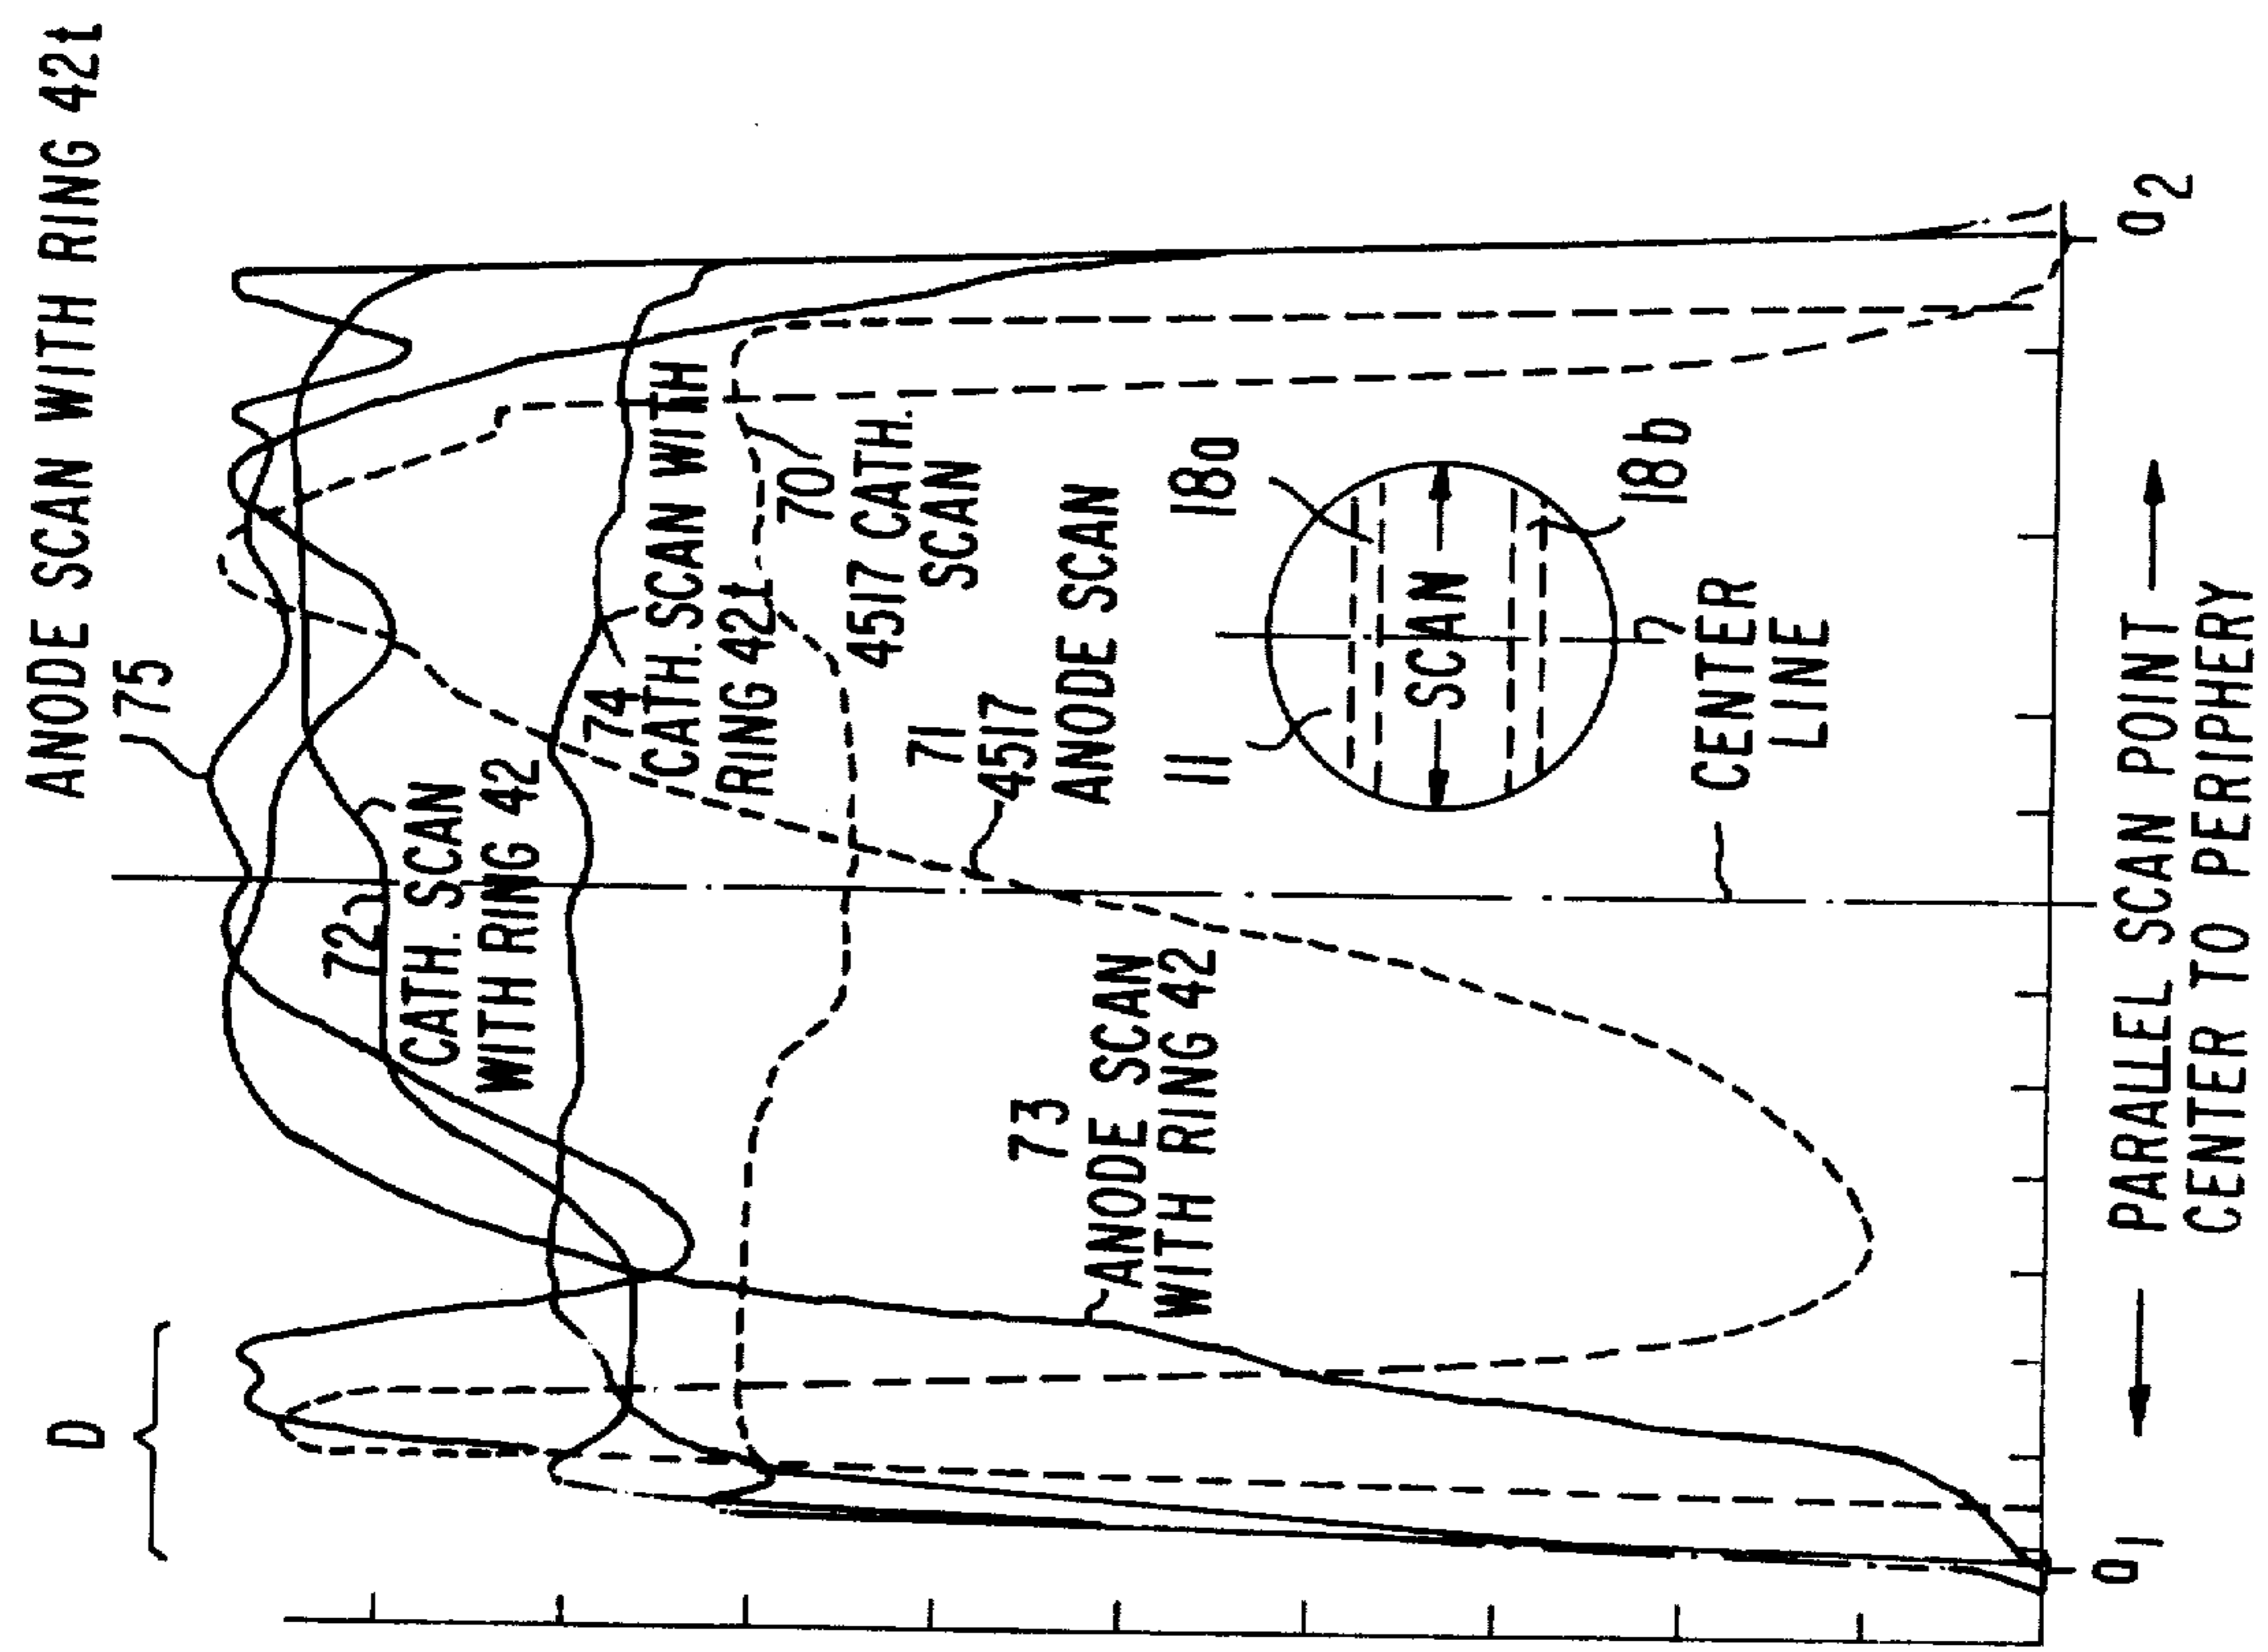 ANODE SCAN WITH RING 42t
75
D
72
CATH. SCAN
WITH RING 42
74
CATH. SCAN WITH
RING 42t
70
4517 CATH.
SCAN
71
4517
ANODE SCAN
73
ANODE SCAN
WITH RING 42
11
18a
SCAN
18b
7
CENTER
LINE
a1
a2
PARALLEL SCAN POINT
CENTER TO PERIPHERY